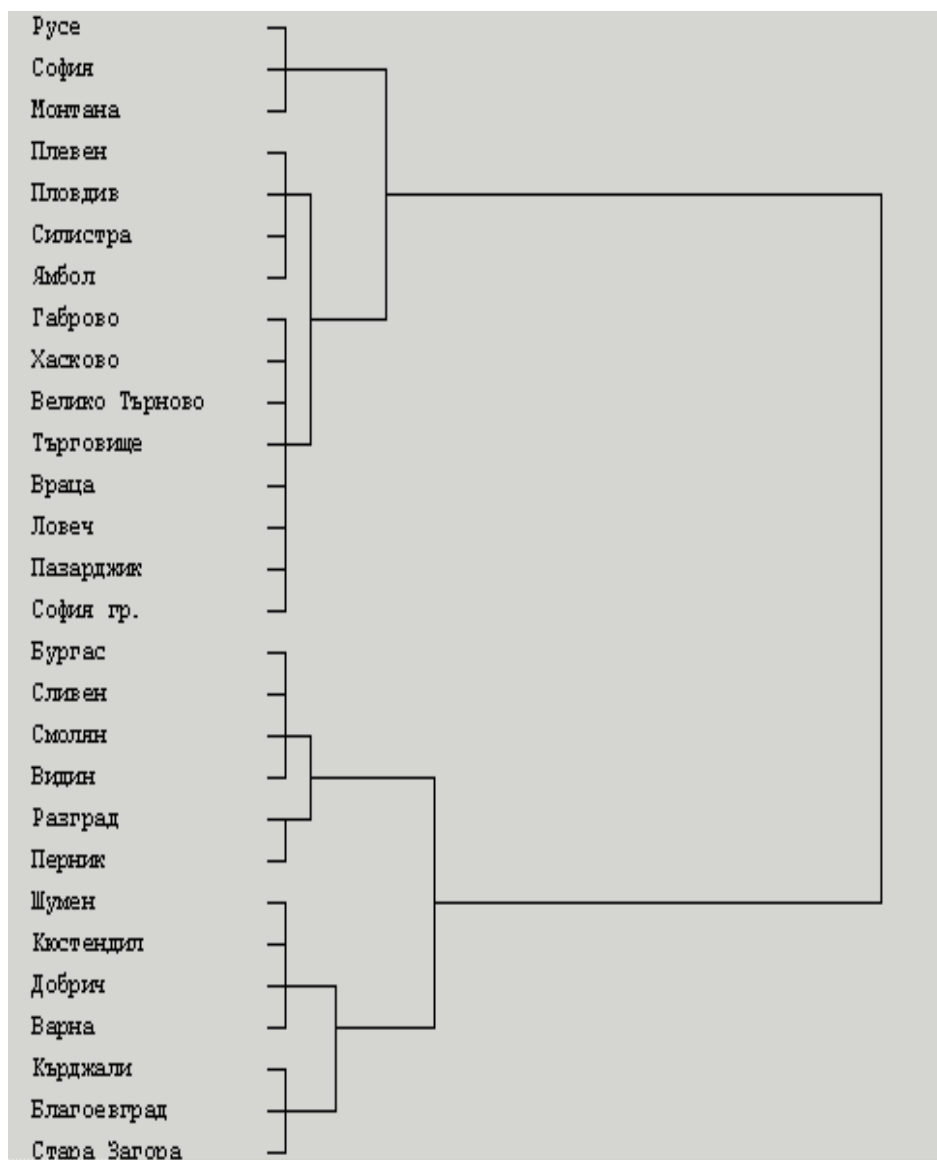 Русе
София
Монтана
Плевен
Пловдив
Силистра
Ямбол
Габрово
Хасково
Велико Търново
Търговище
Враца
Ловеч
Пазарджик
София гр.
Бургас
Сливен
Смолян
Видин
Разград
Перник
Шумен
Кюстендил
Добрич
Варна
Кърджали
Благоевград
Стара Загора